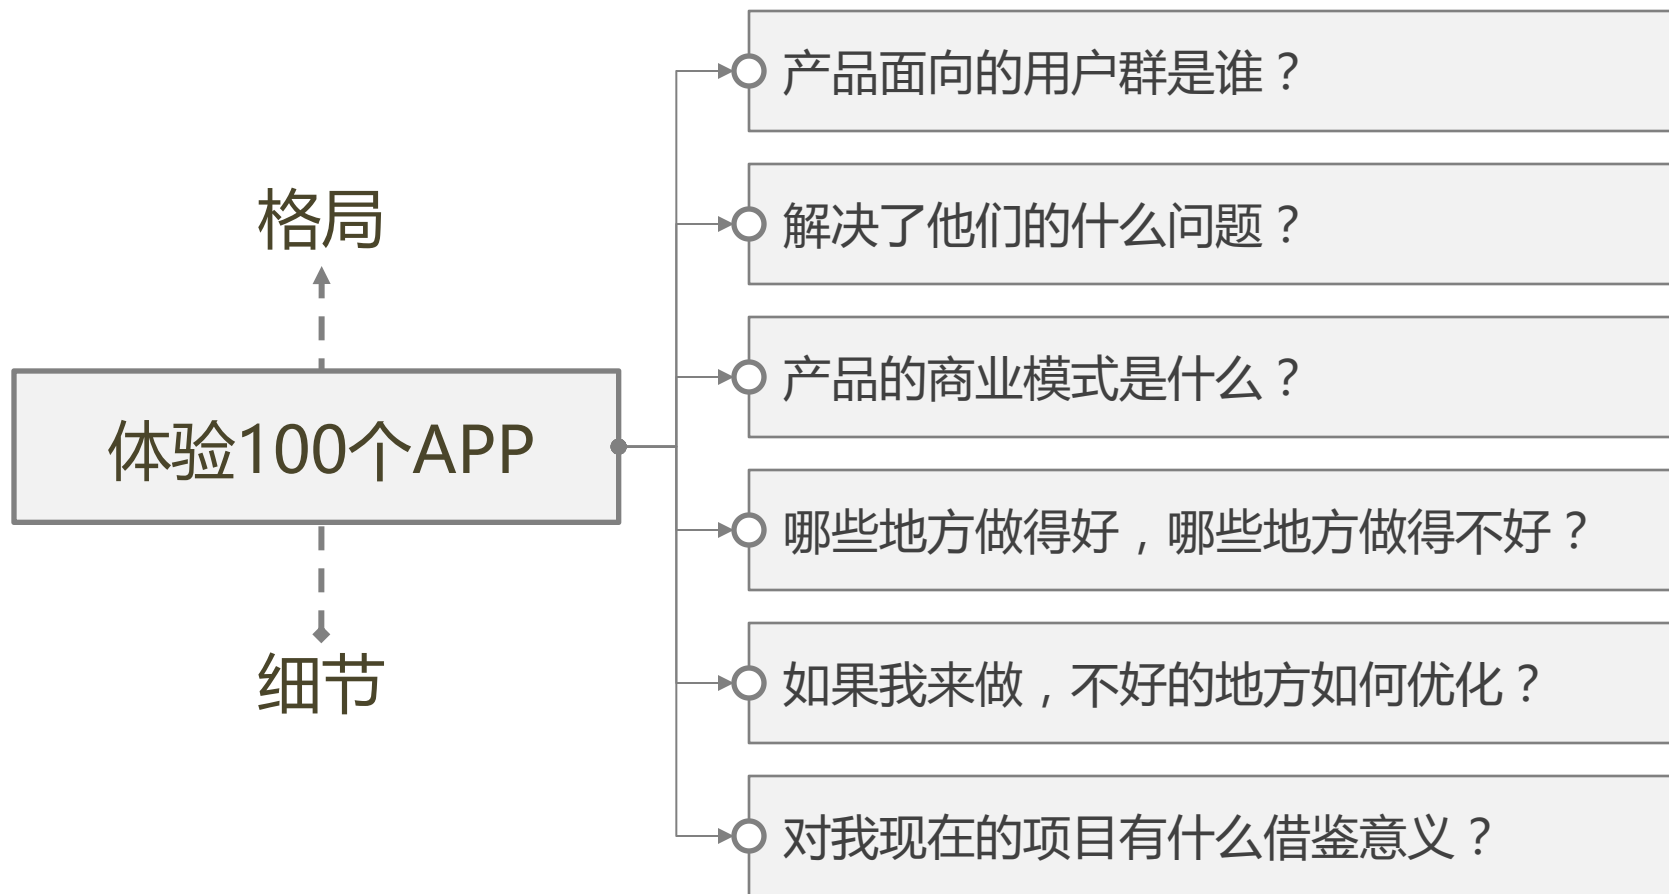 格局
体验100个APP
细节
产品面向的用户群是谁？
解决了他们的什么问题？
产品的商业模式是什么？
哪些地方做得好，哪些地方做得不好？
如果我来做，不好的地方如何优化？
对我现在的项目有什么借鉴意义？